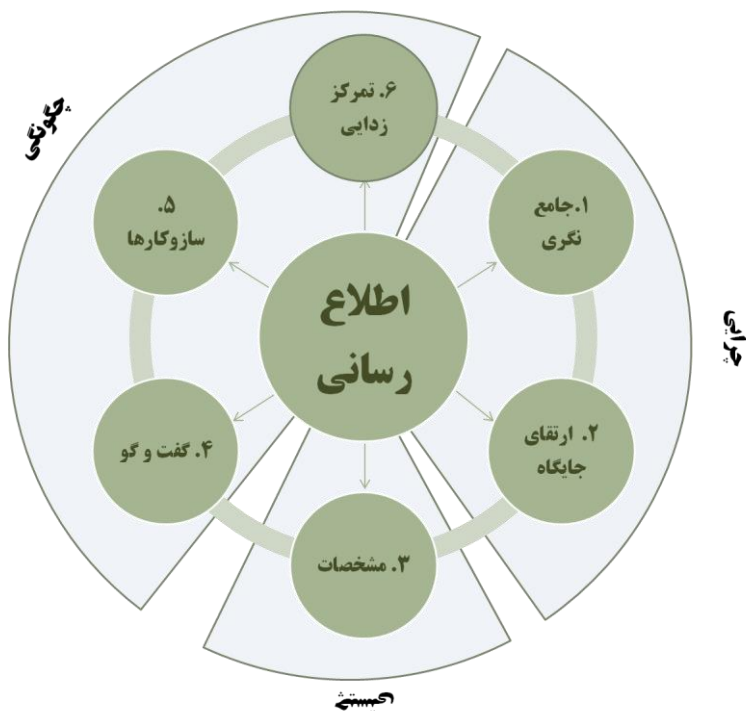 اطلاع
رسانی
۱.جامع
نگری
۲. ارتقای
جایگاه
۳. مشخصات
۴. گفت و گو
۵.
سازوکارها
۶. تمرکز
زدایی
چرایی
چیستی
چگونگی